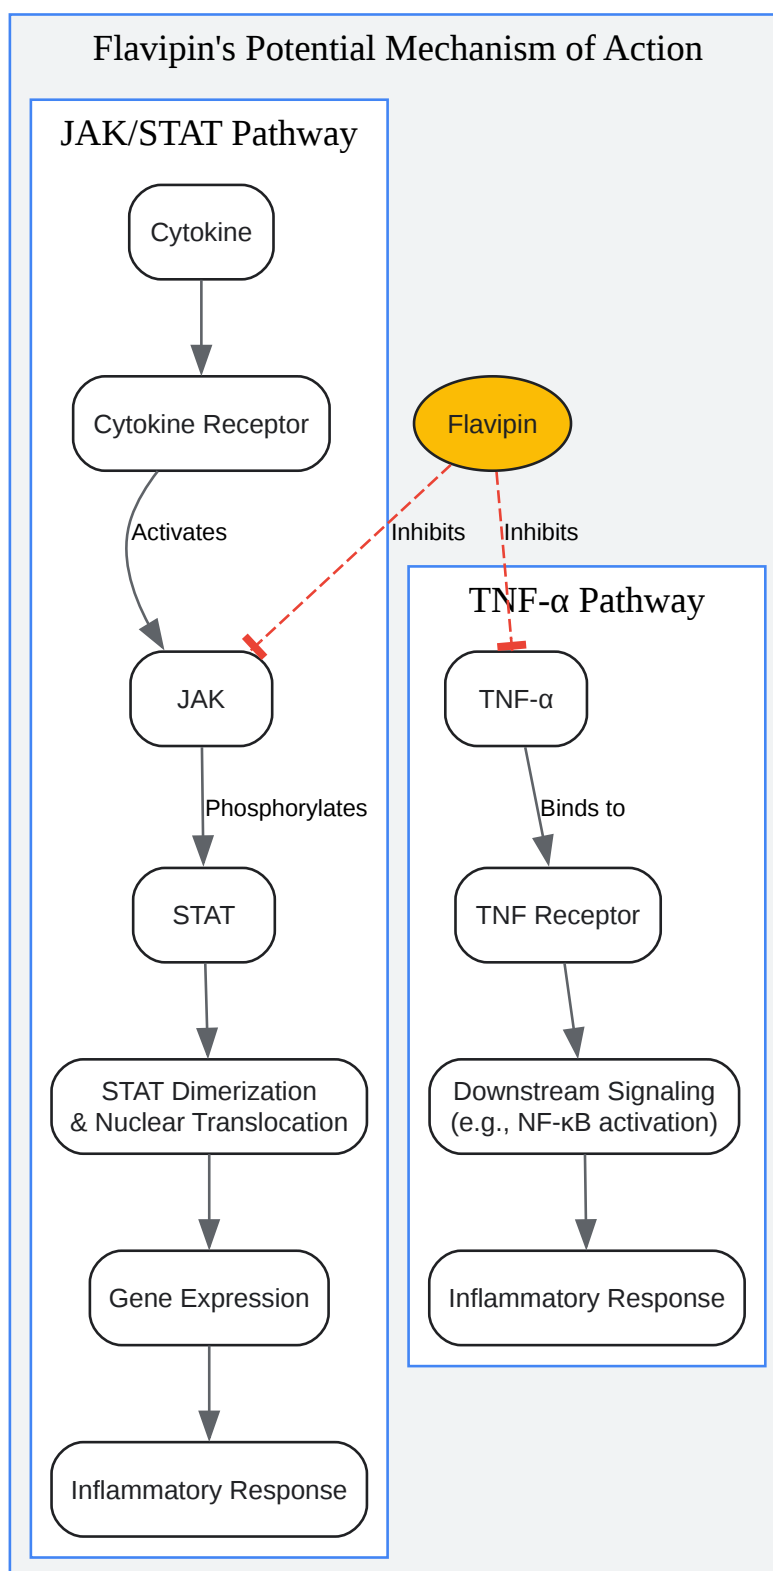 Flavipin's Potential Mechanism of Action
JAK/STAT Pathway
Cytokine
Cytokine Receptor
Activates
JAK
Phosphorylates
STAT
STAT Dimerization
& Nuclear Translocation
Gene Expression
Inflammatory Response
Flavipin
Inhibits
Inhibits
TNF-α Pathway
TNF-α
Binds to
TNF Receptor
Downstream Signaling
(e.g., NF-κB activation)
Inflammatory Response